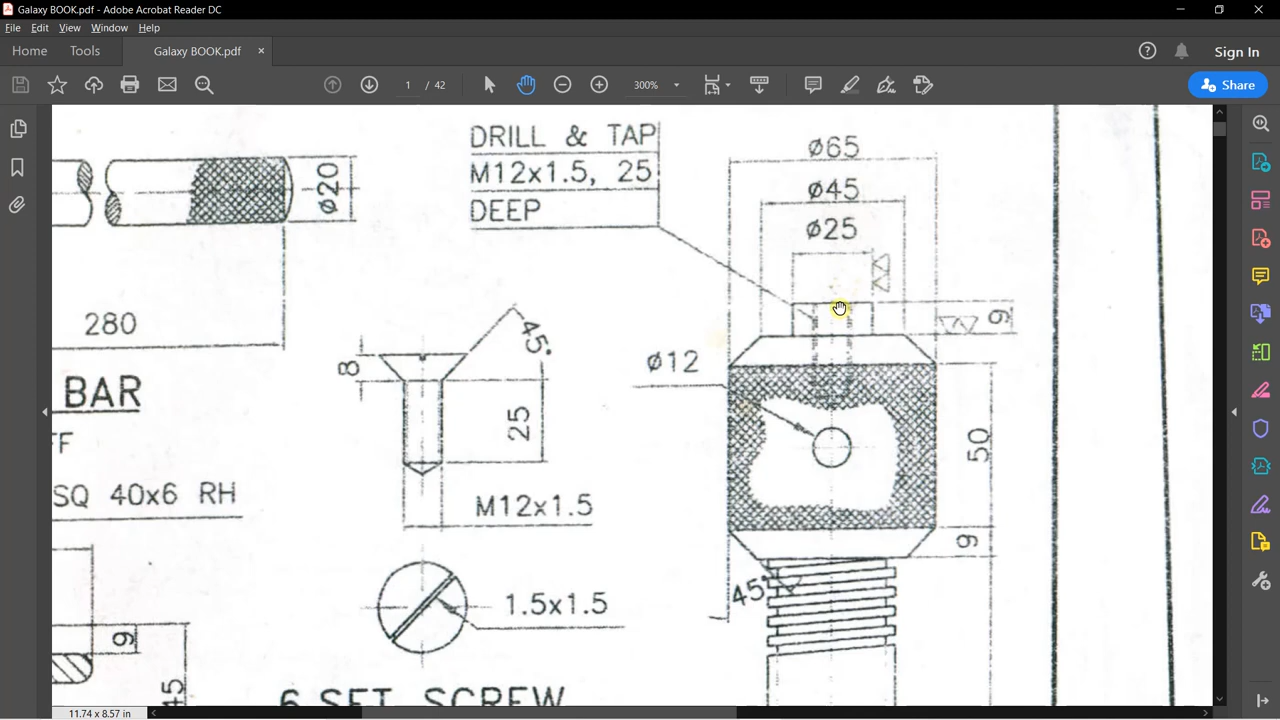 Galaxy BOOK.pdf - Adobe Acrobat Reader DC
File Edit View Window Help
Home Tools Galaxy BOOK.pdf × Sign In
1 / 42 300% Share
DRILL & TAP
M12x1.5, 25
DEEP
ø65
ø45
ø25
ø20
280
9
45°
8
ø12
BAR
25
50
FF
SQ 40x6 RH
M12x1.5
9
45°
1.5x1.5
9
45
6 SET SCREW
11.74 x 8.57 in